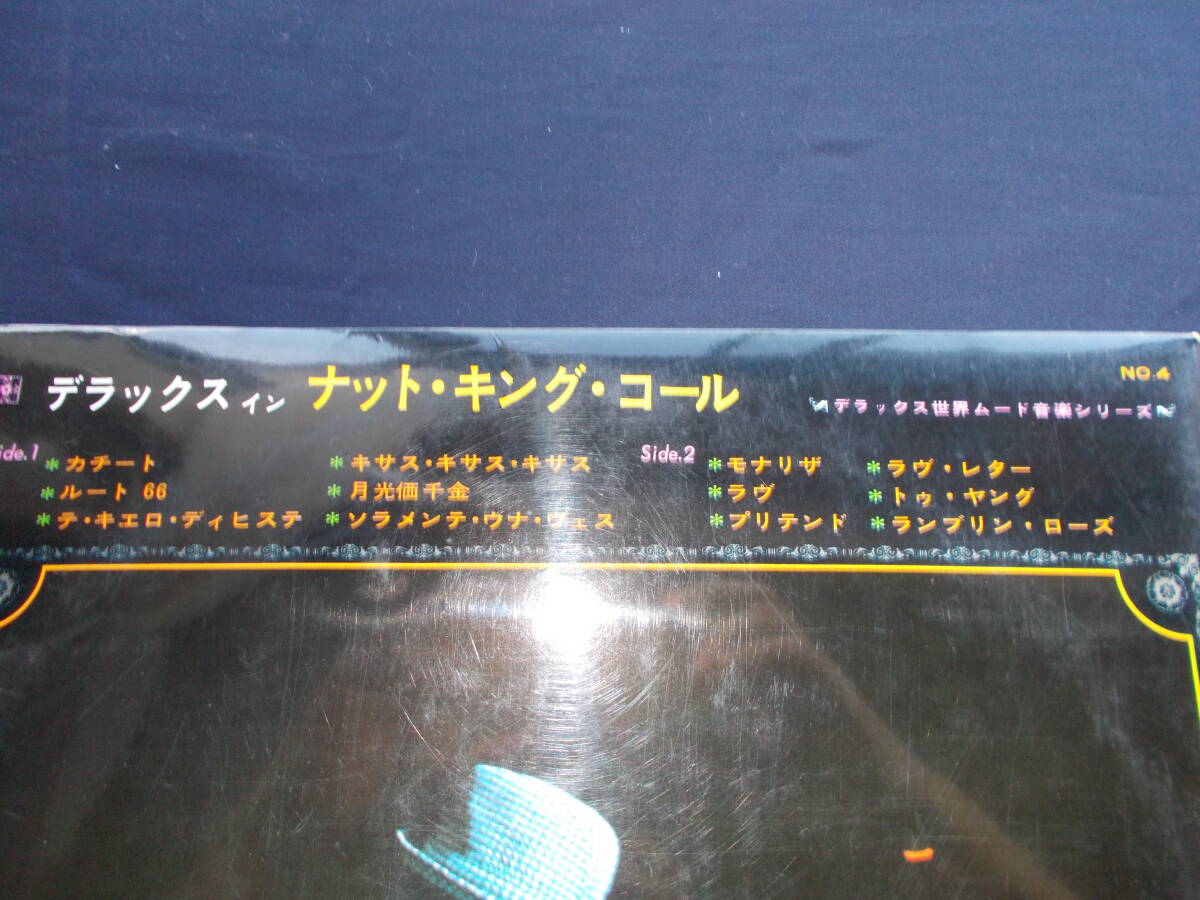 デラックス イン ナット・キング・コール
NO.4
デラックス世界ムード音楽シリーズ
ide.1
＊カチート
＊ルート 66
＊テ・キエロ・ディヒステ
＊キサス・キサス・キサス
＊月光価千金
＊ソラメンテ・ウナ・ヴェス
Side.2
＊モナリザ
＊ラヴ
＊プリテンド
＊ラヴ・レター
＊トゥ・ヤング
＊ランブリン・ローズ